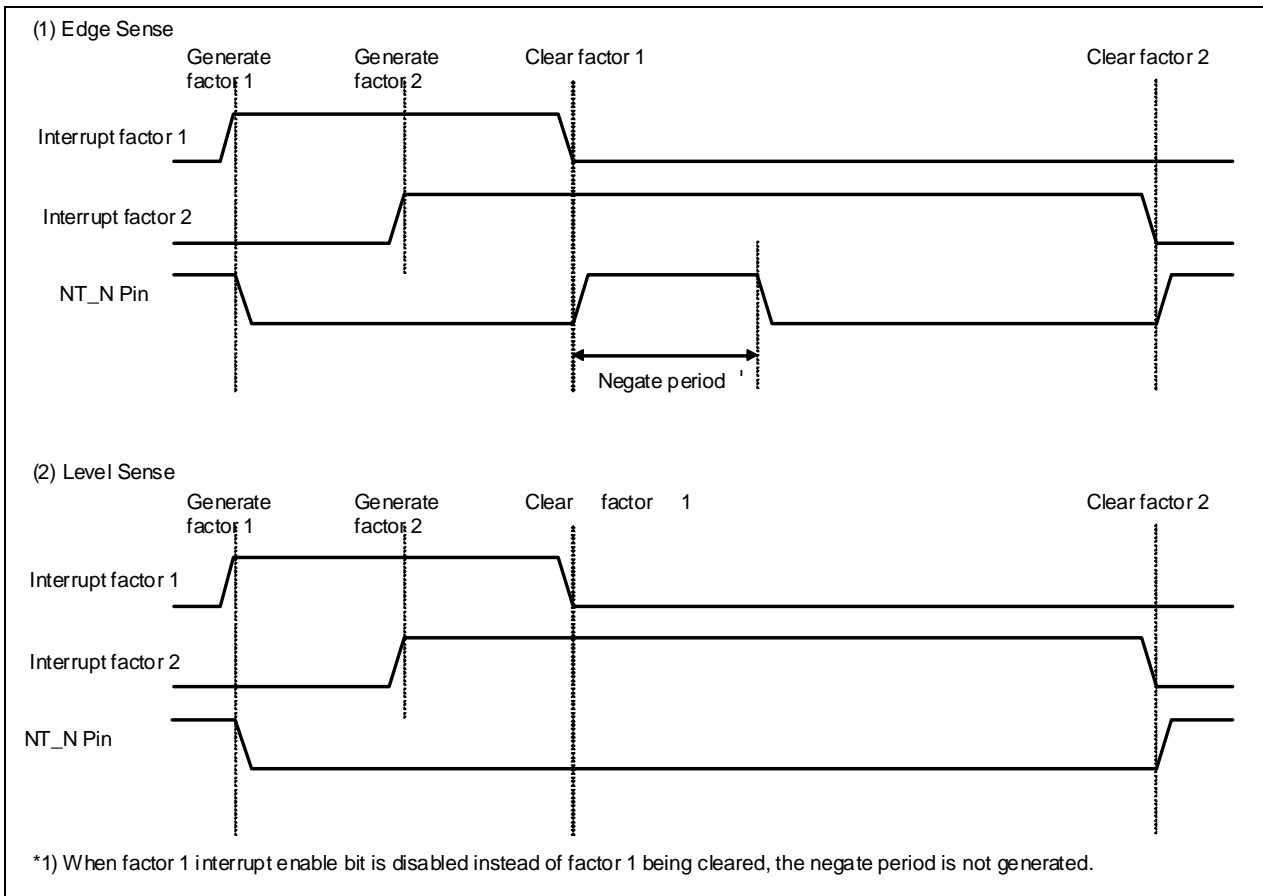 (1) Edge Sense
Generate
factor 1
Generate
factor 2
Clear factor 1
Clear factor 2
Interrupt factor 1
Interrupt factor 2
NT_N Pin
Negate period '
(2) Level Sense
Generate
factor 1
Generate
factor 2
Clear factor 1
Clear factor 2
Interrupt factor 1
Interrupt factor 2
NT_N Pin
*1) When factor 1 interrupt enable bit is disabled instead of factor 1 being cleared, the negate period is not generated.